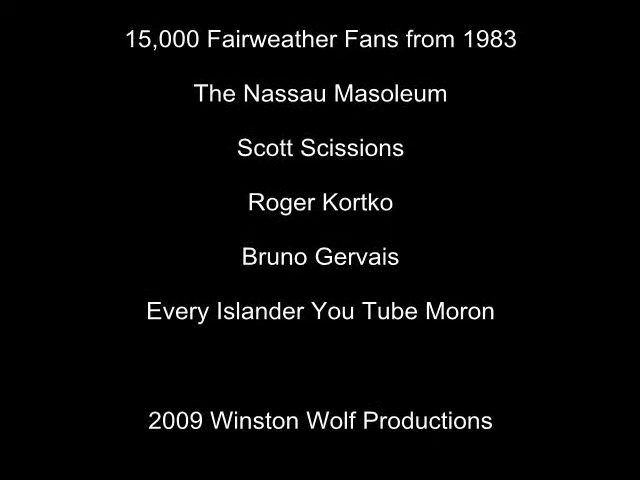 15,000 Fairweather Fans from 1983
The Nassau Masoleum
Scott Scissions
Roger Kortko
Bruno Gervais
Every Islander You Tube Moron
2009 Winston Wolf Productions